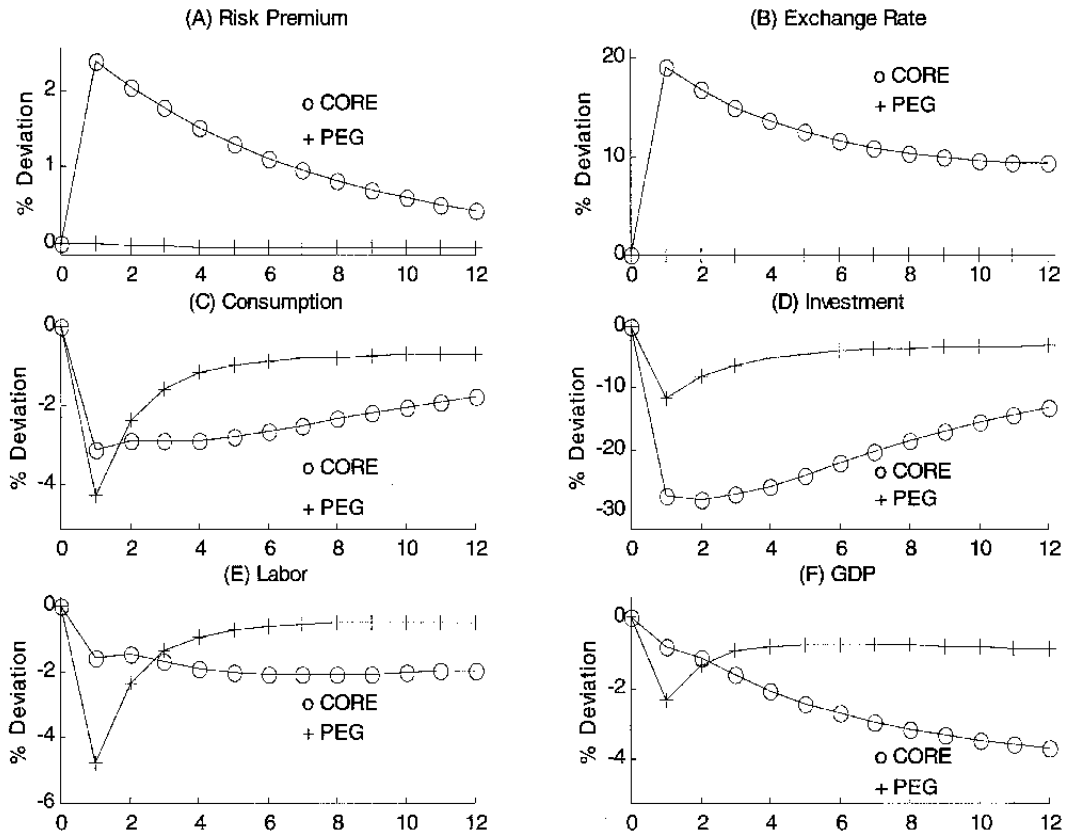 (A) Risk Premium
% Deviation
2
1
0
o CORE
+ PEG
0 2 4 6 8 10 12
(B) Exchange Rate
% Deviation
20
10
0
o CORE
+ PEG
0 2 4 6 8 10 12
(C) Consumption
% Deviation
0
-2
-4
o CORE
+ PEG
0 2 4 6 8 10 12
(D) Investment
% Deviation
0
-10
-20
-30
o CORE
+ PEG
0 2 4 6 8 10 12
(E) Labor
% Deviation
0
-2
-4
-6
o CORE
+ PEG
0 2 4 6 8 10 12
(F) GDP
% Deviation
0
-2
-4
o CORE
+ PEG
0 2 4 6 8 10 12